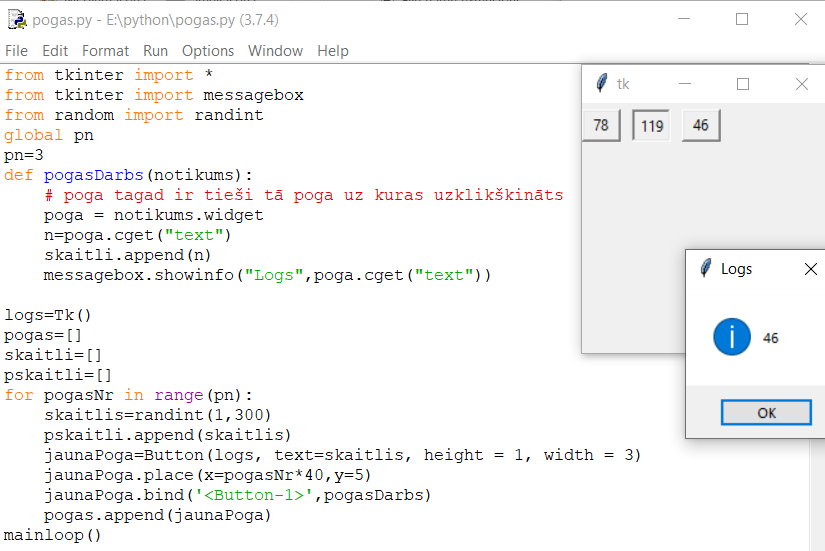 pogas.py - E:\python\pogas.py (3.7.4)
File Edit Format Run Options Window Help
from tkinter import *
from tkinter import messagebox
from random import randint
global pn
pn=3
def pogasDarbs(notikums):
    # poga tagad ir tieši tā poga uz kuras uzklikškināts
    poga = notikums.widget
    n=poga.cget("text")
    skaitli.append(n)
    messagebox.showinfo("Logs",poga.cget("text"))
logs=Tk()
pogas=[]
skaitli=[]
pskaitli=[]
for pogasNr in range(pn):
    skaitlis=randint(1,300)
    pskaitli.append(skaitlis)
    jaunaPoga=Button(logs, text=skaitlis, height = 1, width = 3)
    jaunaPoga.place(x=pogasNr*40,y=5)
    jaunaPoga.bind('<Button-1>',pogasDarbs)
    pogas.append(jaunaPoga)
mainloop()
tk
78 119 46
Logs
46
OK